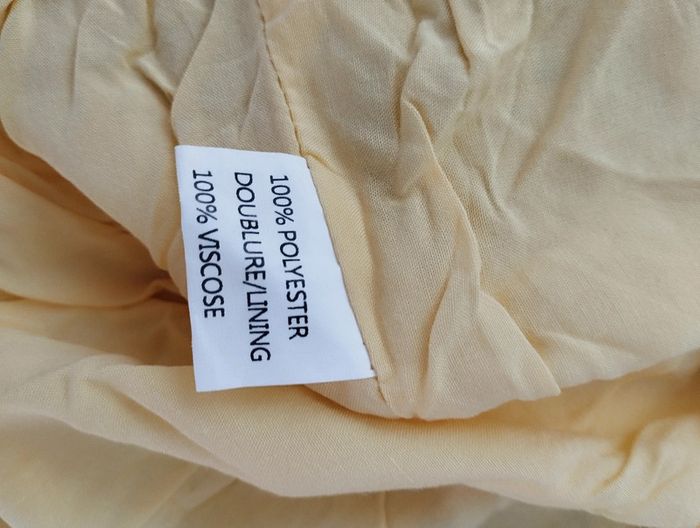 100% POLYESTER
DOUBLURE/LINING
100% VISCOSE